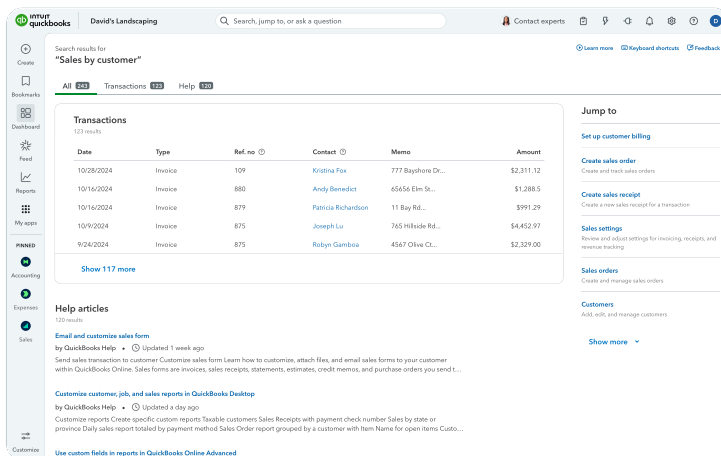 INTUIT
quickbooks
David's Landscaping
Search, jump to, or ask a question
Contact experts
D
Create
Bookmarks
Dashboard
Feed
Reports
My apps
PINNED
Accounting
Expenses
Sales
Customize
Search results for
"Sales by customer"
Learn more
Keyboard shortcuts
Feedback
All 243
Transactions 123
Help 120
Transactions
123 results
Date Type Ref. no Contact Memo Amount
10/28/2024 Invoice 109 Kristina Fox 777 Bayshore Dr... $2,311.12
10/16/2024 Invoice 880 Andy Benedict 65656 Elm St... $1,288.5
10/16/2024 Invoice 879 Patricia Richardson 11 Bay Rd... $991.29
10/9/2024 Invoice 875 Joseph Lu 765 Hillside Rd... $4,452,97
9/24/2024 Invoice 875 Robyn Gamboa 4567 Olive Ct... $2,329.00
Show 117 more
Help articles
120 results
Email and customize sales form
by QuickBooks Help • Updated 1 week ago
Send sales transaction to customer Customize sales form Learn how to customize, attach files, and email sales forms to your customer
within QuickBooks Online. Sales forms are invoices, sales receipts, statements, estimates, credit memos, and purchase orders you send t...
Customize customer, job, and sales reports in QuickBooks Desktop
by QuickBooks Help • Updated a day ago
Customize reports Create specific custom reports Taxable customers Sales Receipts with payment check number Sales by state or
province Daily sales report totaled by payment method Sales Order report grouped by a customer with Item Name for open items Custo...
Use custom fields in reports in QuickBooks Online Advanced
Jump to
Set up customer billing
Create sales order
Create and track sales orders
Create sales receipt
Create a new sales receipt for a transaction
Sales settings
Review and adjust settings for invoicing, receipts, and
revenue tracking
Sales orders
Create and manage sales orders
Customers
Add, edit, and manage customers
Show more